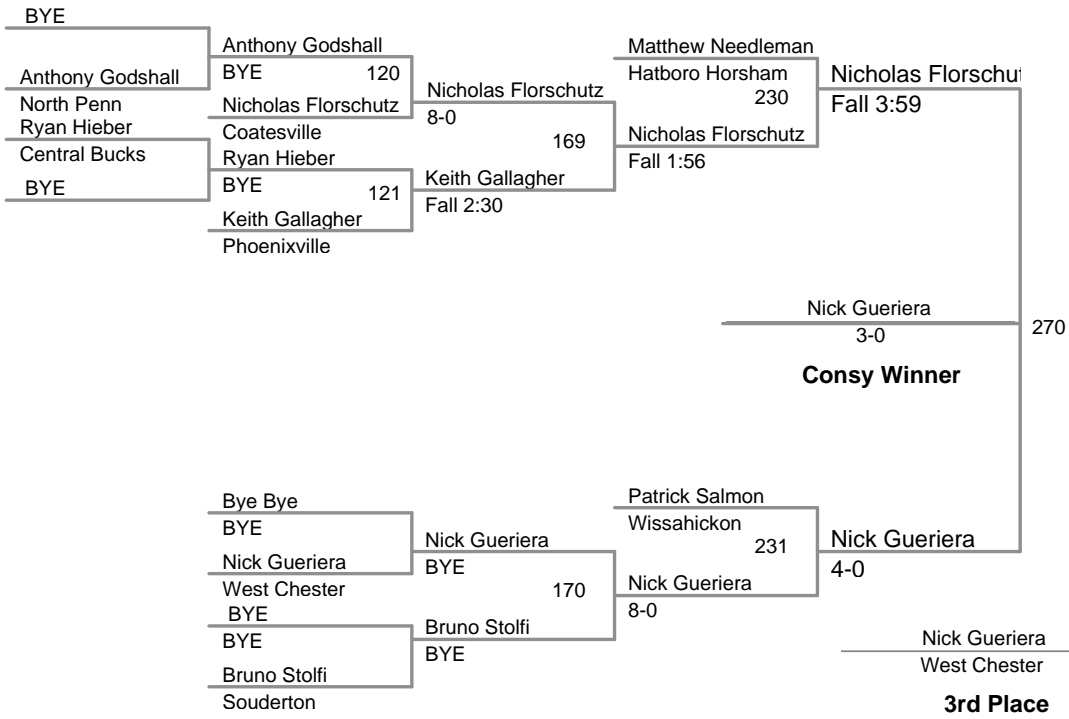 BYE
Anthony Godshall
North Penn
Ryan Hieber
Central Bucks
BYE
Anthony Godshall
BYE
120
Nicholas Florschutz
Coatesville
Ryan Hieber
BYE
121
Keith Gallagher
Phoenixville
Nicholas Florschutz
8-0
169
Keith Gallagher
Fall 2:30
Matthew Needleman
Hatboro Horsham
230
Nicholas Florschutz
Fall 1:56
Nicholas Florschut
Fall 3:59
Nick Gueriera
3-0
270
Consy Winner
Bye Bye
BYE
Nick Gueriera
West Chester
BYE
BYE
Bruno Stolfi
Souderton
Nick Gueriera
BYE
170
Bruno Stolfi
BYE
Patrick Salmon
Wissahickon
231
Nick Gueriera
8-0
Nick Gueriera
4-0
Nick Gueriera
West Chester
3rd Place